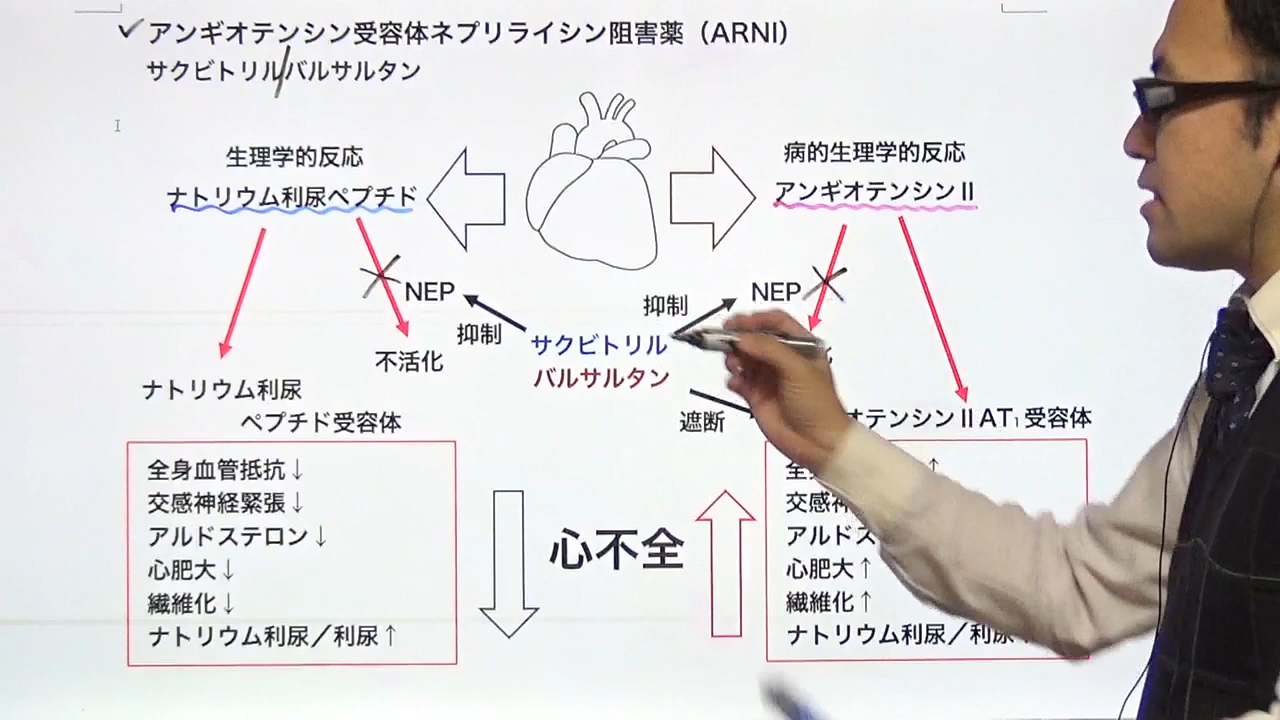 アンギオテンシン受容体ネプリライシン阻害薬（ARNI）
サクビトリル/バルサルタン
生理学的反応
ナトリウム利尿ペプチド
病的生理学的反応
アンギオテンシンⅡ
NEP
抑制
不活化
抑制
NEP
サクビトリル
バルサルタン
遮断
ナトリウム利尿
ペプチド受容体
オテンシンⅡAT₁受容体
全身血管抵抗↓
交感神経緊張↓
アルドステロン↓
心肥大↓
繊維化↓
ナトリウム利尿／利尿↑
心不全
全
交感神
アルドス
心肥大↑
繊維化↑
ナトリウム利尿／利尿